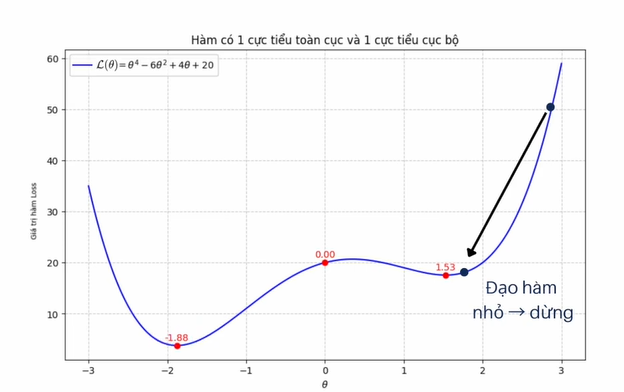 Hàm có 1 cực tiểu toàn cục và 1 cực tiểu cục bộ
ℒ(θ) = θ⁴ − 6θ² + 4θ + 20
60
50
40
30
20
10
Giá trị hàm Loss
-1.88
0.00
1.53
Đạo hàm
nhỏ → dừng
−3
−2
−1
0
1
2
3
θ